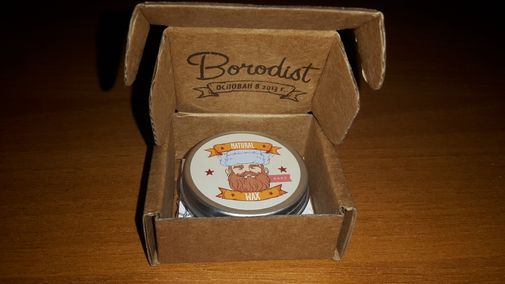 Borodist
ОСНОВАН В 2013 г.
NATURAL
WAX